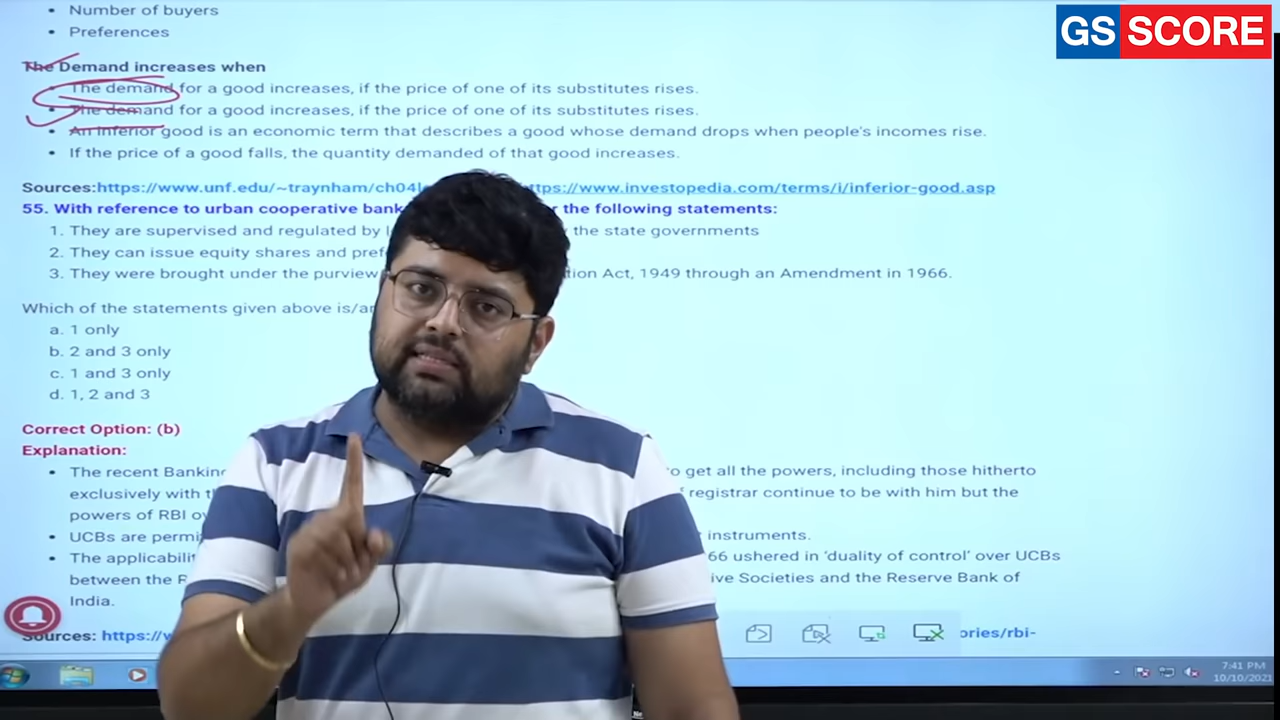 GS SCORE
• Number of buyers
• Preferences
The Demand increases when
• The demand for a good increases, if the price of one of its substitutes rises.
• The demand for a good increases, if the price of one of its substitutes rises.
• An inferior good is an economic term that describes a good whose demand drops when people's incomes rise.
• If the price of a good falls, the quantity demanded of that good increases.
Sources:https://www.unf.edu/~traynham/ch04l ttps://www.investopedia.com/terms/i/inferior-good.asp
55. With reference to urban cooperative bank r the following statements:
1. They are supervised and regulated by the state governments
2. They can issue equity shares and pref
3. They were brought under the purview tion Act, 1949 through an Amendment in 1966.
Which of the statements given above is/ar
a. 1 only
b. 2 and 3 only
c. 1 and 3 only
d. 1, 2 and 3
Correct Option: (b)
Explanation:
• The recent Banking to get all the powers, including those hitherto
exclusively with th registrar continue to be with him but the
powers of RBI ov
• UCBs are permi instruments.
• The applicabilit 66 ushered in 'duality of control' over UCBs
between the R ive Societies and the Reserve Bank of
India.
Sources: https://w ories/rbi-
7:41 PM
10/10/2021